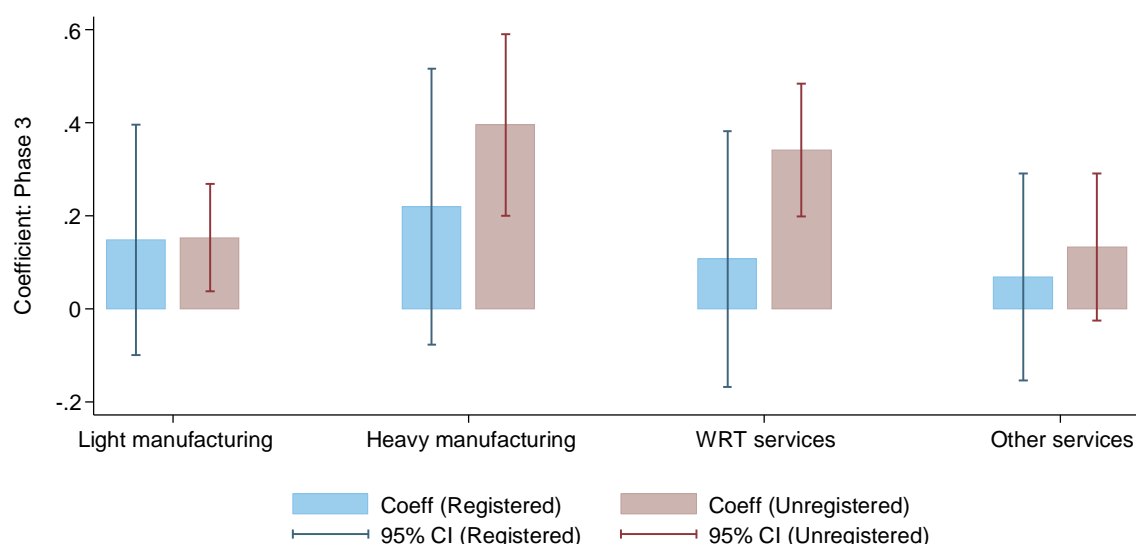 Coefficient: Phase 3
.6
.4
.2
0
-.2
Light manufacturing
Heavy manufacturing
WRT services
Other services
Coeff (Registered)
Coeff (Unregistered)
95% CI (Registered)
95% CI (Unregistered)